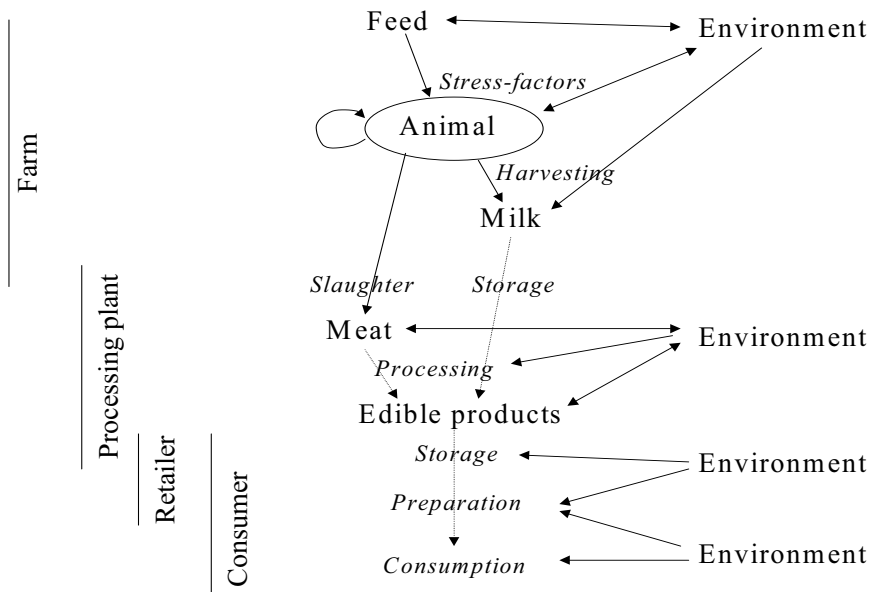 Feed
Environment
Stress-factors
Animal
Harvesting
Milk
Farm
Slaughter
Storage
Meat
Environment
Processing
Edible products
Processing plant
Storage
Environment
Retailer
Preparation
Consumer
Environment
Consumption